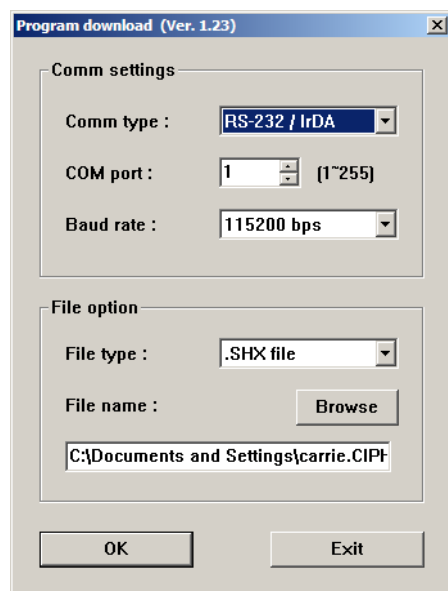 Program download (Ver. 1.23)
Comm settings
Comm type : RS-232 / IrDA
COM port : 1 (1~255)
Baud rate : 115200 bps
File option
File type : .SHX file
File name : Browse
C:\Documents and Settings\carrie.CIPH
OK Exit